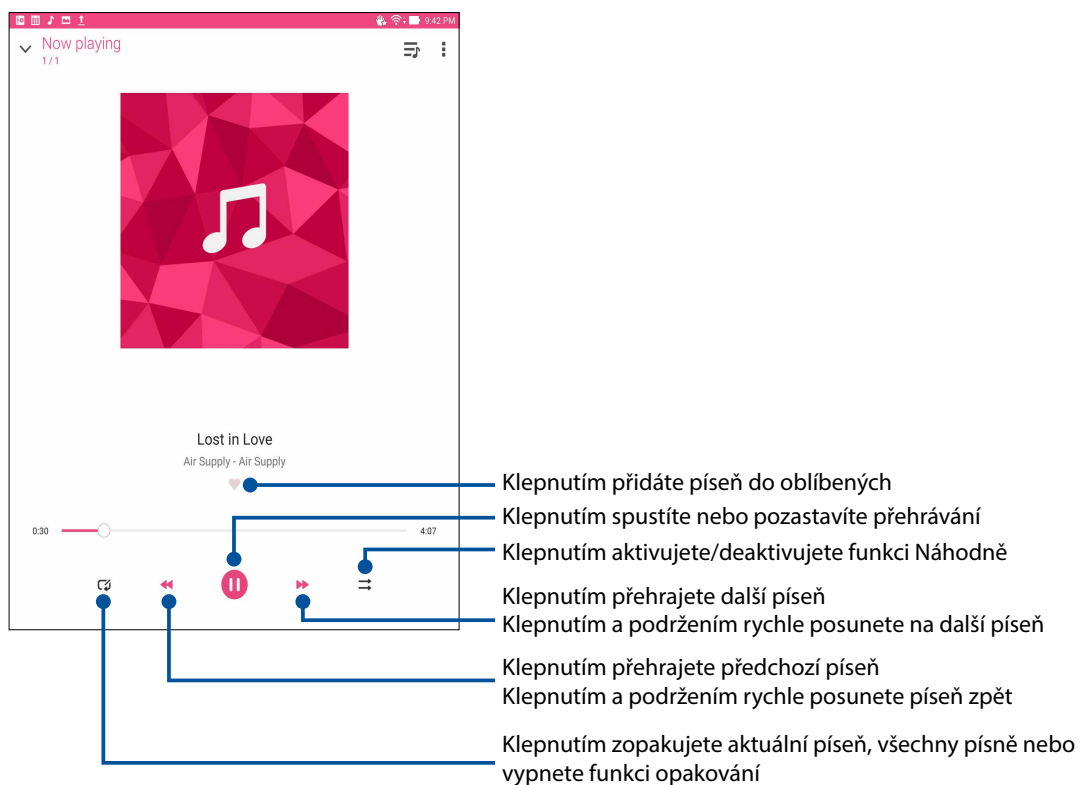 9:42 PM
Now playing
1 / 1
Lost in Love
Air Supply - Air Supply
0:30
4:07
Klepnutím přidáte píseň do oblíbených
Klepnutím spustíte nebo pozastavíte přehrávání
Klepnutím aktivujete/deaktivujete funkci Náhodně
Klepnutím přehrajete další píseň
Klepnutím a podržením rychle posunete na další píseň
Klepnutím přehrajete předchozí píseň
Klepnutím a podržením rychle posunete píseň zpět
Klepnutím zopakujete aktuální píseň, všechny písně nebo
vypnete funkci opakování